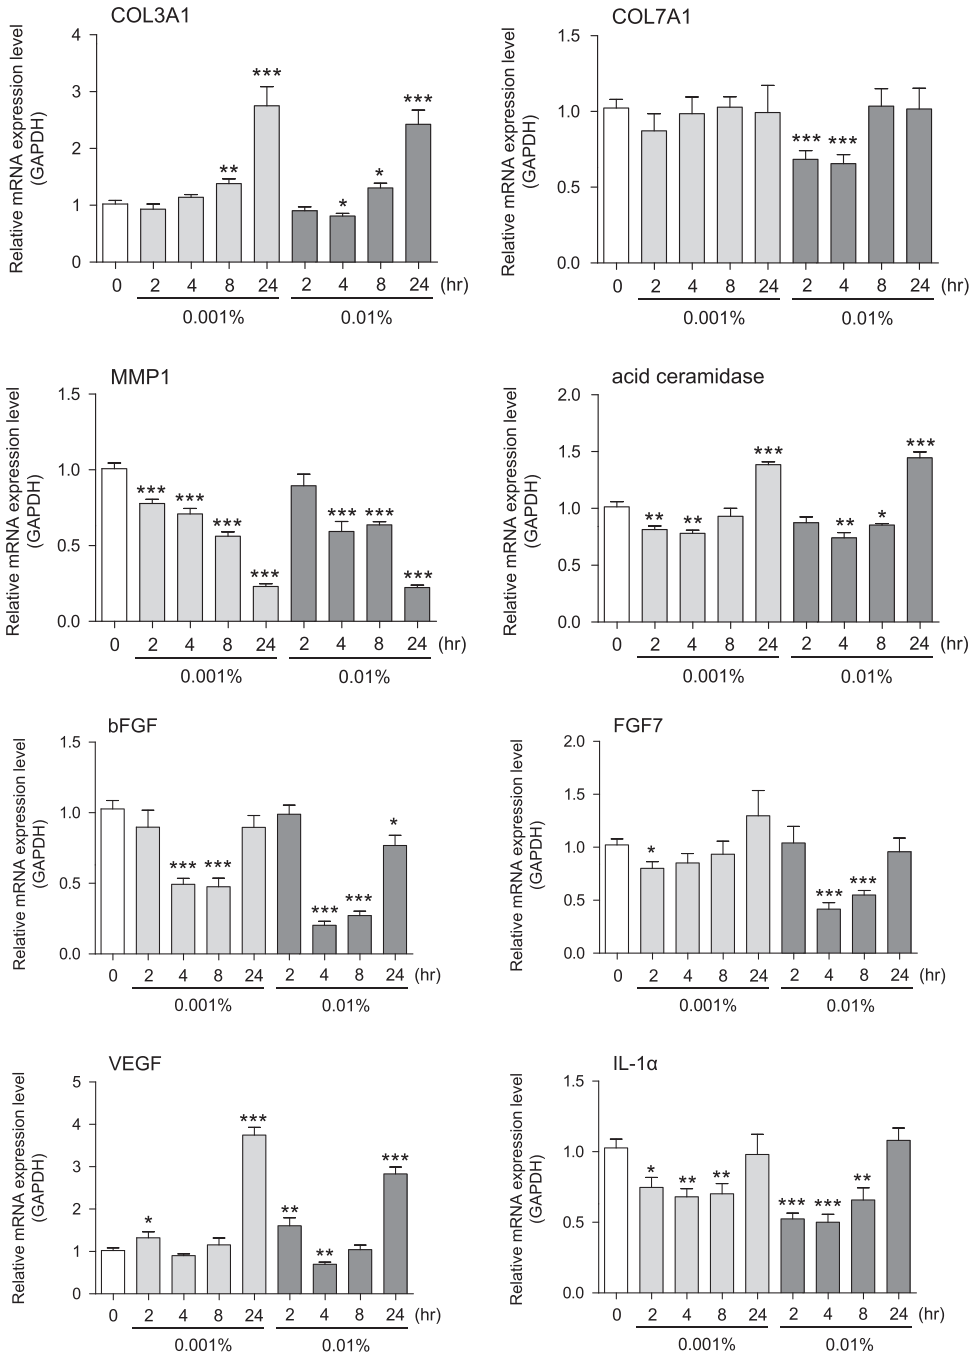 COL3A1
Relative mRNA expression level
(GAPDH)
4
3
2
1
0
***
***
**
*
*
0 2 4 8 24 2 4 8 24 (hr)
0.001% 0.01%
COL7A1
Relative mRNA expression level
(GAPDH)
1.5
1.0
0.5
0.0
*** ***
0 2 4 8 24 2 4 8 24 (hr)
0.001% 0.01%
MMP1
Relative mRNA expression level
(GAPDH)
1.5
1.0
0.5
0.0
*** *** *** *** *** *** ***
0 2 4 8 24 2 4 8 24 (hr)
0.001% 0.01%
acid ceramidase
Relative mRNA expression level
(GAPDH)
2.0
1.5
1.0
0.5
0.0
** ** *** ** * ***
0 2 4 8 24 2 4 8 24 (hr)
0.001% 0.01%
bFGF
Relative mRNA expression level
(GAPDH)
1.5
1.0
0.5
0.0
*** *** *** *** *
0 2 4 8 24 2 4 8 24 (hr)
0.001% 0.01%
FGF7
Relative mRNA expression level
(GAPDH)
2.0
1.5
1.0
0.5
0.0
* *** ***
0 2 4 8 24 2 4 8 24 (hr)
0.001% 0.01%
VEGF
Relative mRNA expression level
(GAPDH)
5
4
3
2
1
0
* *** ** ** ***
0 2 4 8 24 2 4 8 24 (hr)
0.001% 0.01%
IL-1α
Relative mRNA expression level
(GAPDH)
1.5
1.0
0.5
0.0
* ** ** *** *** **
0 2 4 8 24 2 4 8 24 (hr)
0.001% 0.01%